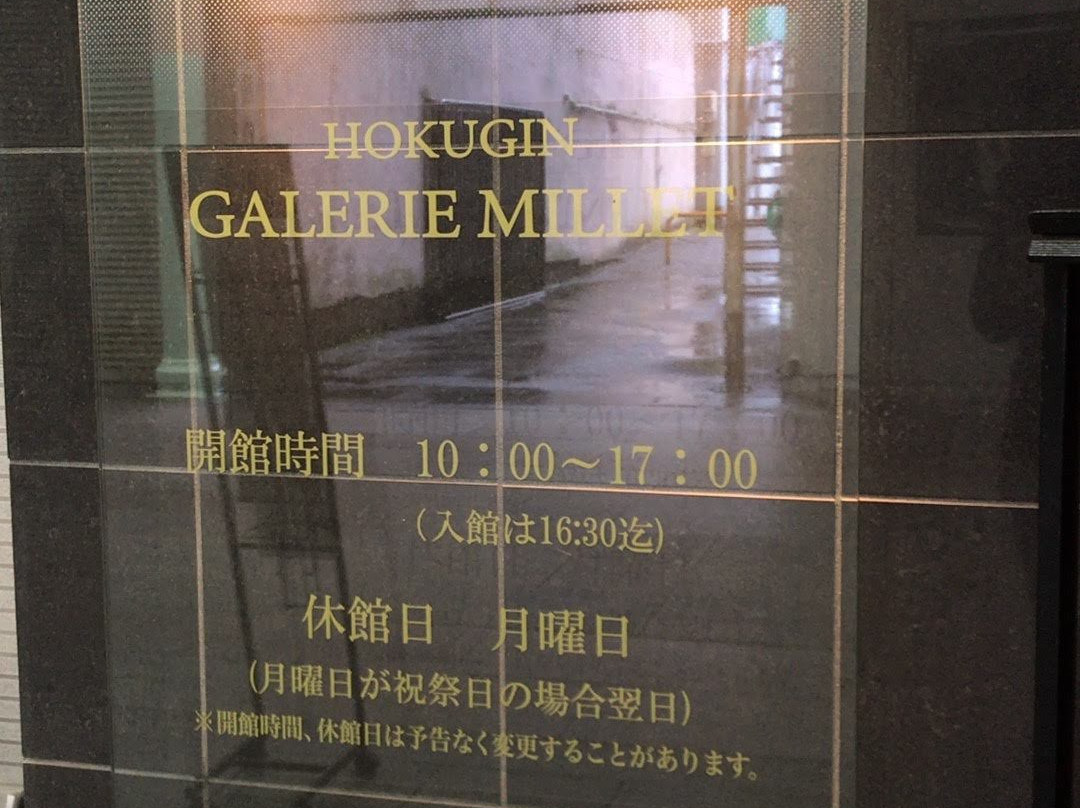 HOKUGIN
GALERIE MILLET
開館時間　10：00～17：00
(入館は16:30迄)
休館日　月曜日
(月曜日が祝祭日の場合翌日)
※開館時間、休館日は予告なく変更することがあります。